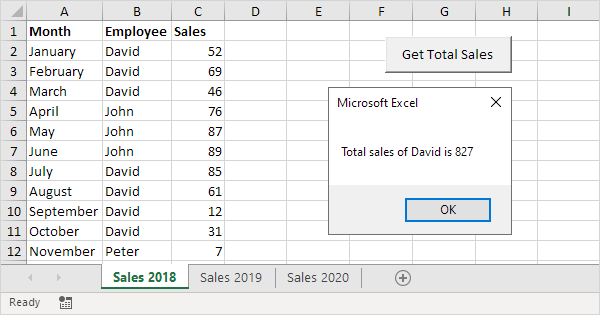 A B C D E F G H I
1 Month Employee Sales
2 January David 52 Get Total Sales
3 February David 69
4 March David 46 Microsoft Excel
5 April John 76
6 May John 87
7 June John 89 Total sales of David is 827
8 July David 85
9 August David 61
10 September David 12 OK
11 October David 31
12 November Peter 7
Sales 2018 Sales 2019 Sales 2020
Ready